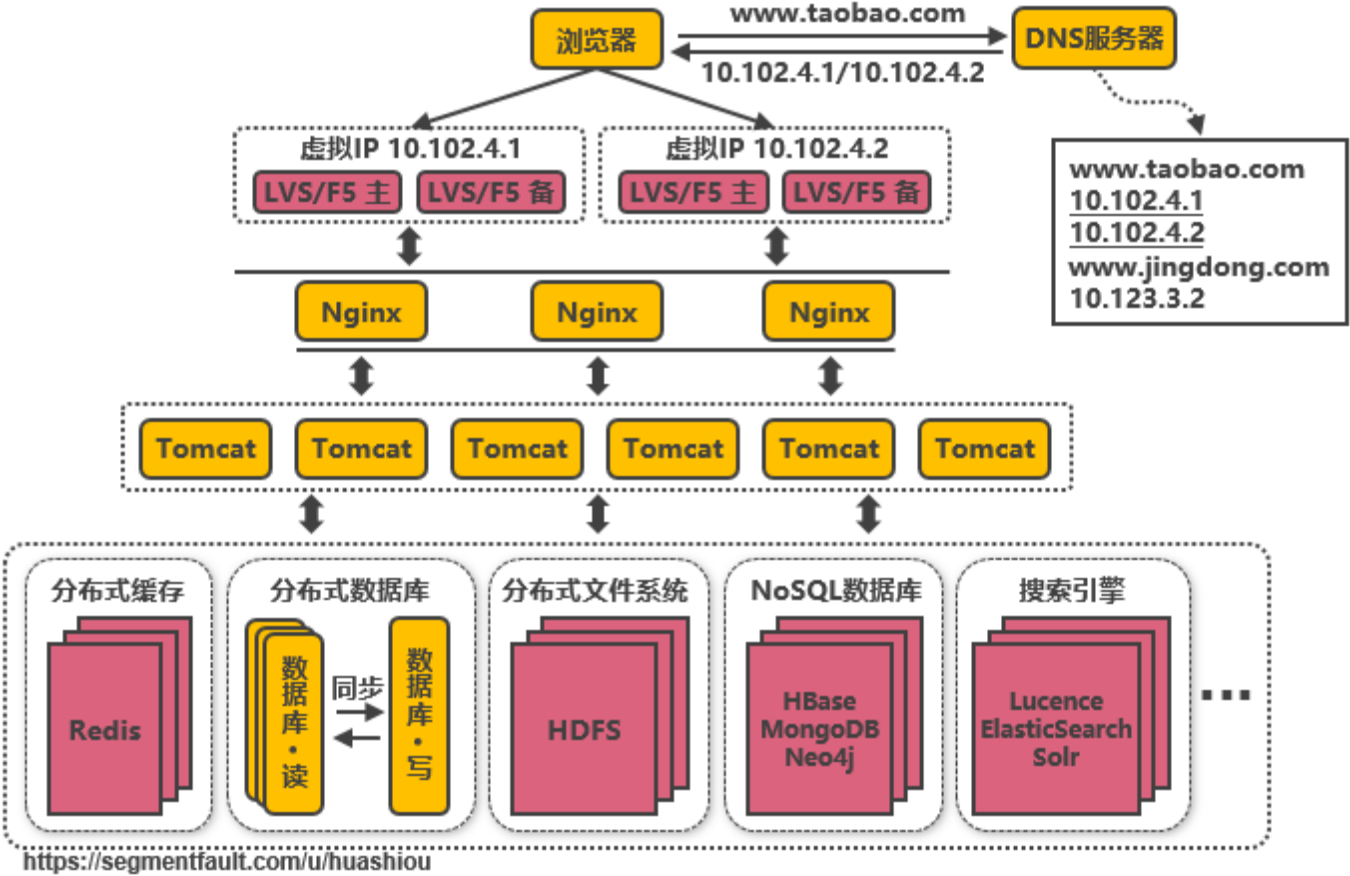 www.taobao.com
浏览器
DNS服务器
10.102.4.1/10.102.4.2
虚拟IP 10.102.4.1
LVS/F5 主
LVS/F5 备
虚拟IP 10.102.4.2
LVS/F5 主
LVS/F5 备
www.taobao.com
10.102.4.1
10.102.4.2
www.jingdong.com
10.123.3.2
Nginx
Nginx
Nginx
Tomcat
Tomcat
Tomcat
Tomcat
Tomcat
Tomcat
分布式缓存
Redis
分布式数据库
数据库·读
同步
数据库·写
分布式文件系统
HDFS
NoSQL数据库
HBase
MongoDB
Neo4j
搜索引擎
Lucence
ElasticSearch
Solr
...
https://segmentfault.com/u/huashiou